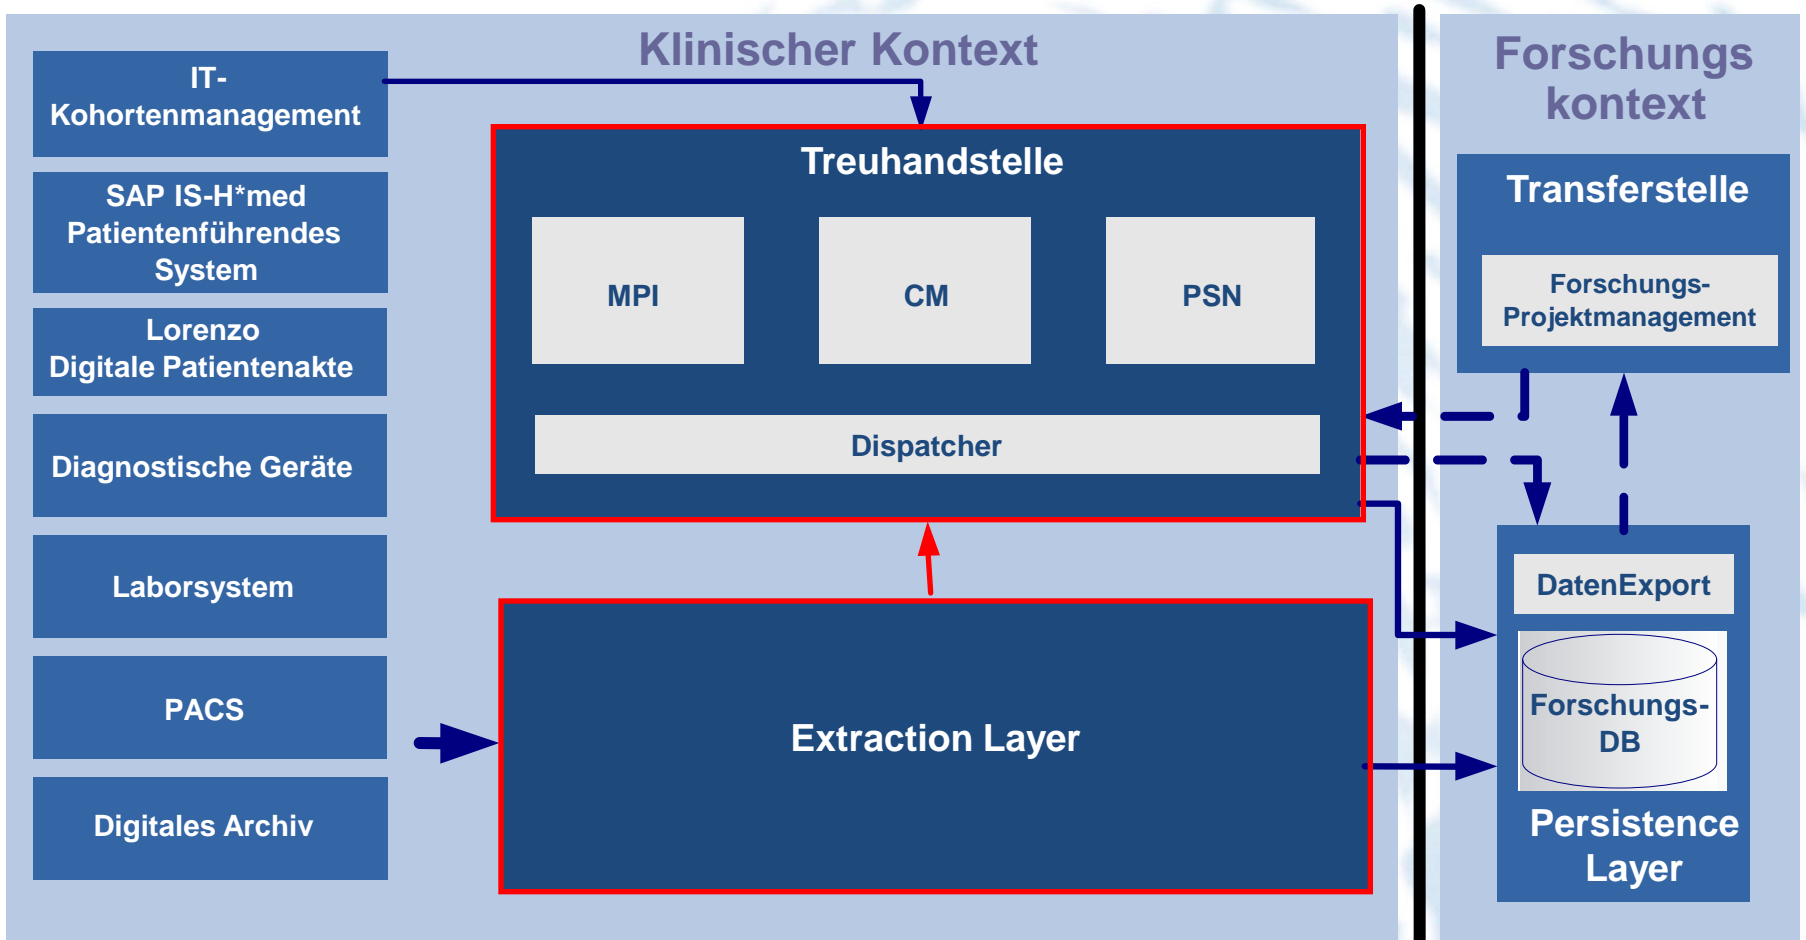 Klinischer Kontext
IT-
Kohortenmanagement
SAP IS-H*med
Patientenführendes
System
Lorenzo
Digitale Patientenakte
Diagnostische Geräte
Laborsystem
PACS
Digitales Archiv
Treuhandstelle
MPI
CM
PSN
Dispatcher
Extraction Layer
Forschungs
kontext
Transferstelle
Forschungs-
Projektmanagement
DatenExport
Forschungs-
DB
Persistence
Layer